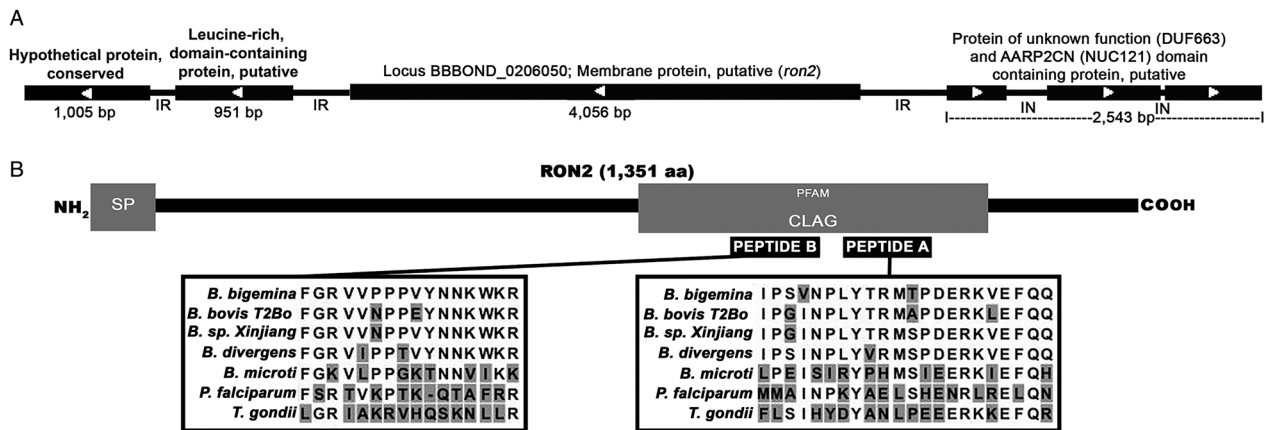 A
Hypothetical protein,
conserved
Leucine-rich,
domain-containing
protein, putative
Locus BBBOND_0206050; Membrane protein, putative (ron2)
Protein of unknown function (DUF663)
and AARP2CN (NUC121) domain
containing protein, putative
1,005 bp
IR
951 bp
IR
4,056 bp
IR
IN
IN
I----------------------2,543 bp--------------------I
B
RON2 (1,351 aa)
NH2
SP
PFAM
CLAG
COOH
PEPTIDE B
PEPTIDE A
B. bigemina FGRVVPPPVYNNKWKR
B. bovis T2Bo FGRVVNPPEYNNKWKR
B. sp. Xinjiang FGRVVNPPVYNNKWKR
B. divergens FGRVIPPTVYNNKWKR
B. microti FGKVLPPGKTNNVIKK
P. falciparum FSRTVKPTK-QTAFRR
T. gondii LGRIAKRVHQSKNLLR
B. bigemina IPSVNPLYTRMTPDERKVEFQQ
B. bovis T2Bo IPGINPLYTRMAPDERKLEFQQ
B. sp. Xinjiang IPGINPLYTRMSPDERKVEFQQ
B. divergens IPSINPLYVRMSPDERKVEFQQ
B. microti LPEISIRYPHMSIEERKIEFQH
P. falciparum MMAINPKYAELSHENRLRELQN
T. gondii FLSIHYDYANLPEEERKKEFQR